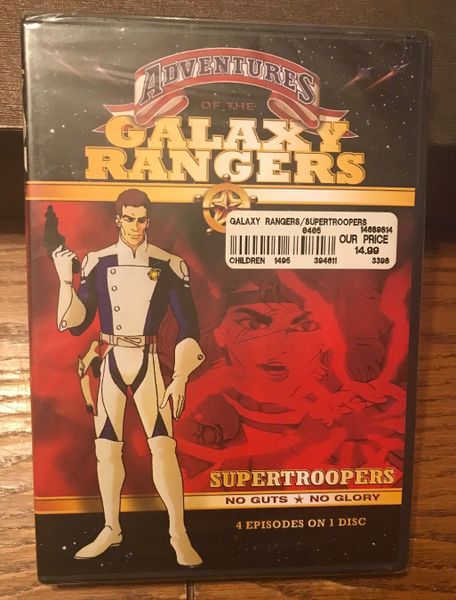 ADVENTURES
OF THE
GALAXY
RANGERS
GALAXY RANGERS/SUPERTROOPERS
0405 14689814
OUR PRICE
14.99
CHILDREN 1495 394611 3398
SUPERTROOPERS
NO GUTS ★ NO GLORY
4 EPISODES ON 1 DISC